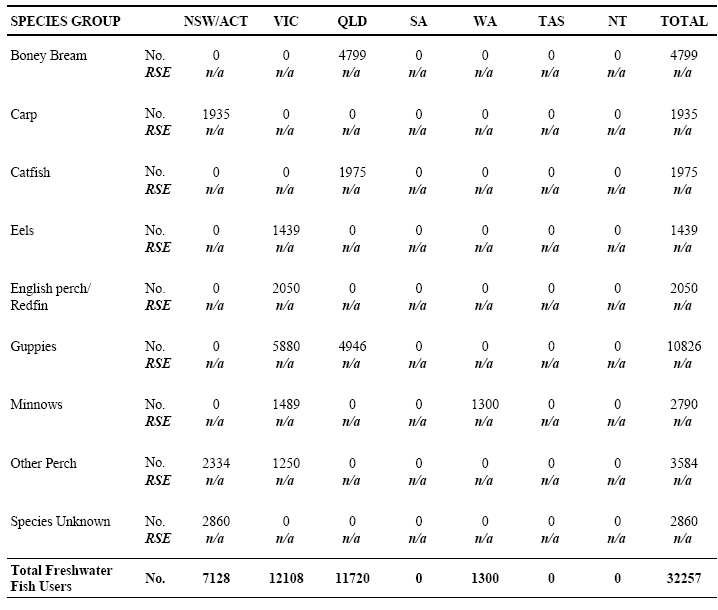 SPECIES GROUP NSW/ACT VIC QLD SA WA TAS NT TOTAL
Boney Bream No. 0 0 4799 0 0 0 0 4799
RSE n/a n/a n/a n/a n/a n/a n/a n/a
Carp No. 1935 0 0 0 0 0 0 1935
RSE n/a n/a n/a n/a n/a n/a n/a n/a
Catfish No. 0 0 1975 0 0 0 0 1975
RSE n/a n/a n/a n/a n/a n/a n/a n/a
Eels No. 0 1439 0 0 0 0 0 1439
RSE n/a n/a n/a n/a n/a n/a n/a n/a
English perch/ No. 0 2050 0 0 0 0 0 2050
Redfin RSE n/a n/a n/a n/a n/a n/a n/a n/a
Guppies No. 0 5880 4946 0 0 0 0 10826
RSE n/a n/a n/a n/a n/a n/a n/a n/a
Minnows No. 0 1489 0 0 1300 0 0 2790
RSE n/a n/a n/a n/a n/a n/a n/a n/a
Other Perch No. 2334 1250 0 0 0 0 0 3584
RSE n/a n/a n/a n/a n/a n/a n/a n/a
Species Unknown No. 2860 0 0 0 0 0 0 2860
RSE n/a n/a n/a n/a n/a n/a n/a n/a
Total Freshwater
Fish Users No. 7128 12108 11720 0 1300 0 0 32257